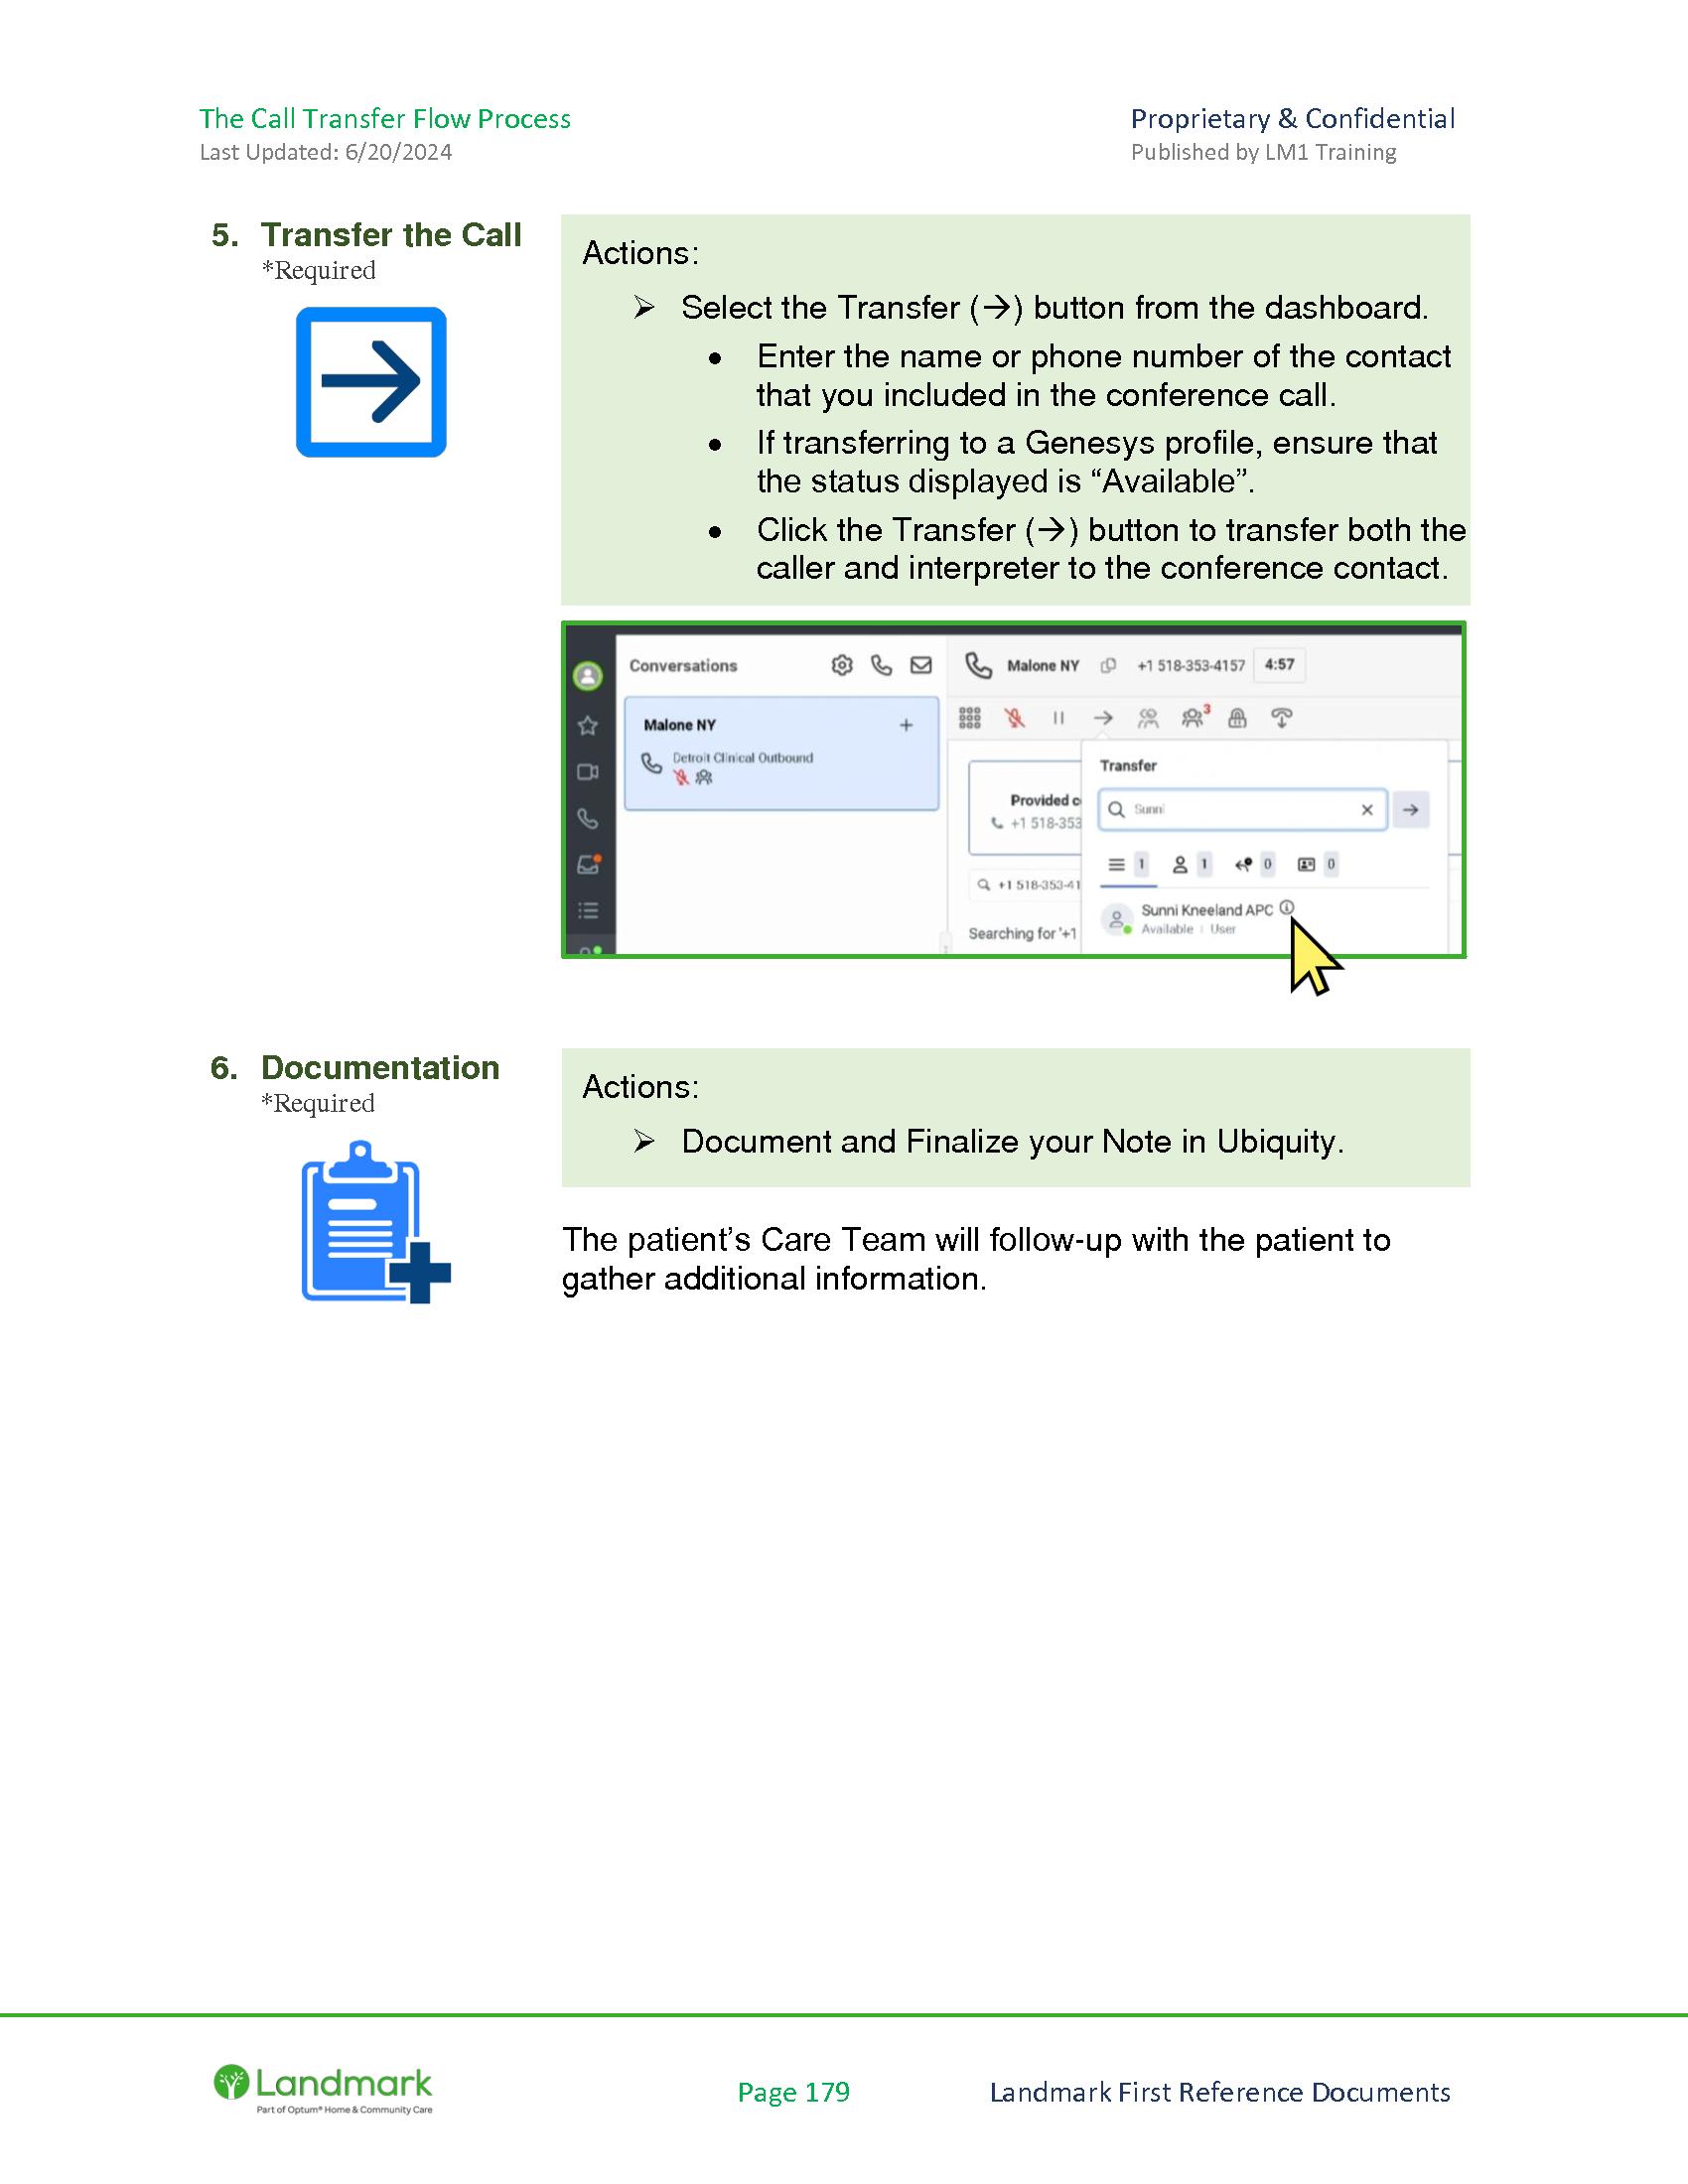 The Call Transfer Flow Process
Last Updated: 6/20/2024
Proprietary & Confidential
Published by LM1 Training
5. Transfer the Call
*Required
Actions:
➢ Select the Transfer (→) button from the dashboard.
• Enter the name or phone number of the contact
that you included in the conference call.
• If transferring to a Genesys profile, ensure that
the status displayed is “Available”.
• Click the Transfer (→) button to transfer both the
caller and interpreter to the conference contact.
Conversations
Malone NY
+1 518-353-4157
4:57
Malone NY
Detroit Clinical Outbound
3
Transfer
Provided c
+1 518-353
Sunni
1 1 0 0
+1 518-353-41
Sunni Kneeland APC
Available | User
Searching for '+1
6. Documentation
*Required
Actions:
➢ Document and Finalize your Note in Ubiquity.
The patient’s Care Team will follow-up with the patient to
gather additional information.
Landmark
Part of Optum® Home & Community Care
Page 179
Landmark First Reference Documents